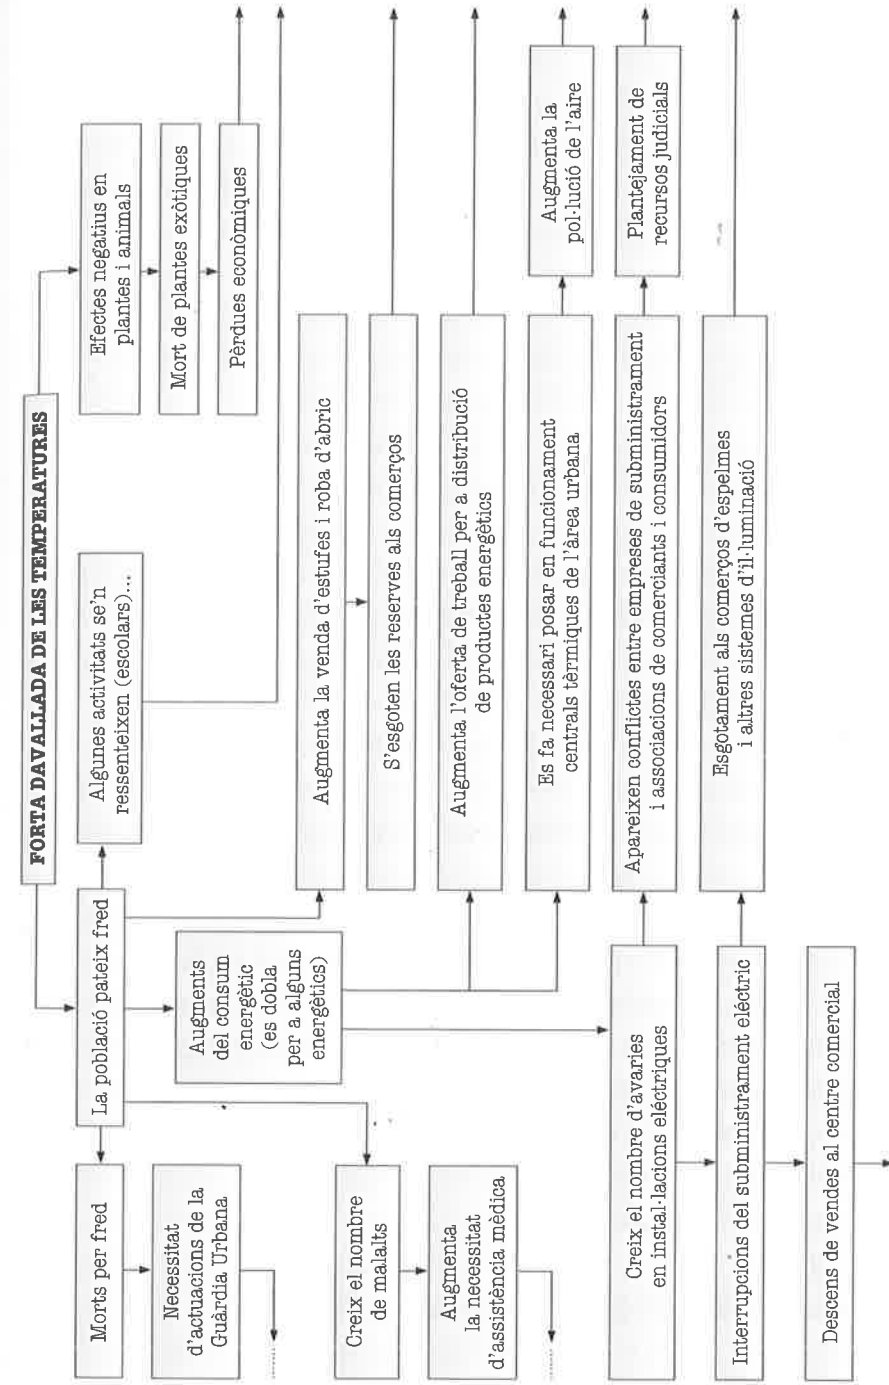 FORTA DAVALLADA DE LES TEMPERATURES
Morts per fred
Necessitat
d'actuacions de la
Guàrdia Urbana
........
La població pateix fred
Algunes activitats se'n
ressenteixen (escolars)...
Efectes negatius en
plantes i animals
Mort de plantes exòtiques
Pèrdues econòmiques
Augments
del consum
energètic
(es dobla
per a alguns
energètics)
Creix el nombre
de malalts
Augmenta
la necessitat
d'assistència mèdica
........
Augmenta la venda d'estufes i roba d'abric
S'esgoten les reserves als comerços
Augmenta l'oferta de treball per a distribució
de productes energètics
Es fa necessari posar en funcionament
centrals tèrmiques de l'àrea urbana
Augmenta la
pol·lució de l'aire
Creix el nombre d'avaries
en instal·lacions eléctriques
Apareixen conflictes entre empreses de subministrament
i associacions de comerciants i consumidors
Plantejament de
recursos judicials
Interrupcions del subministrament eléctric
Esgotament als comerços d'espelmes
i altres sistemes d'il·luminació
Descens de vendes al centre comercial